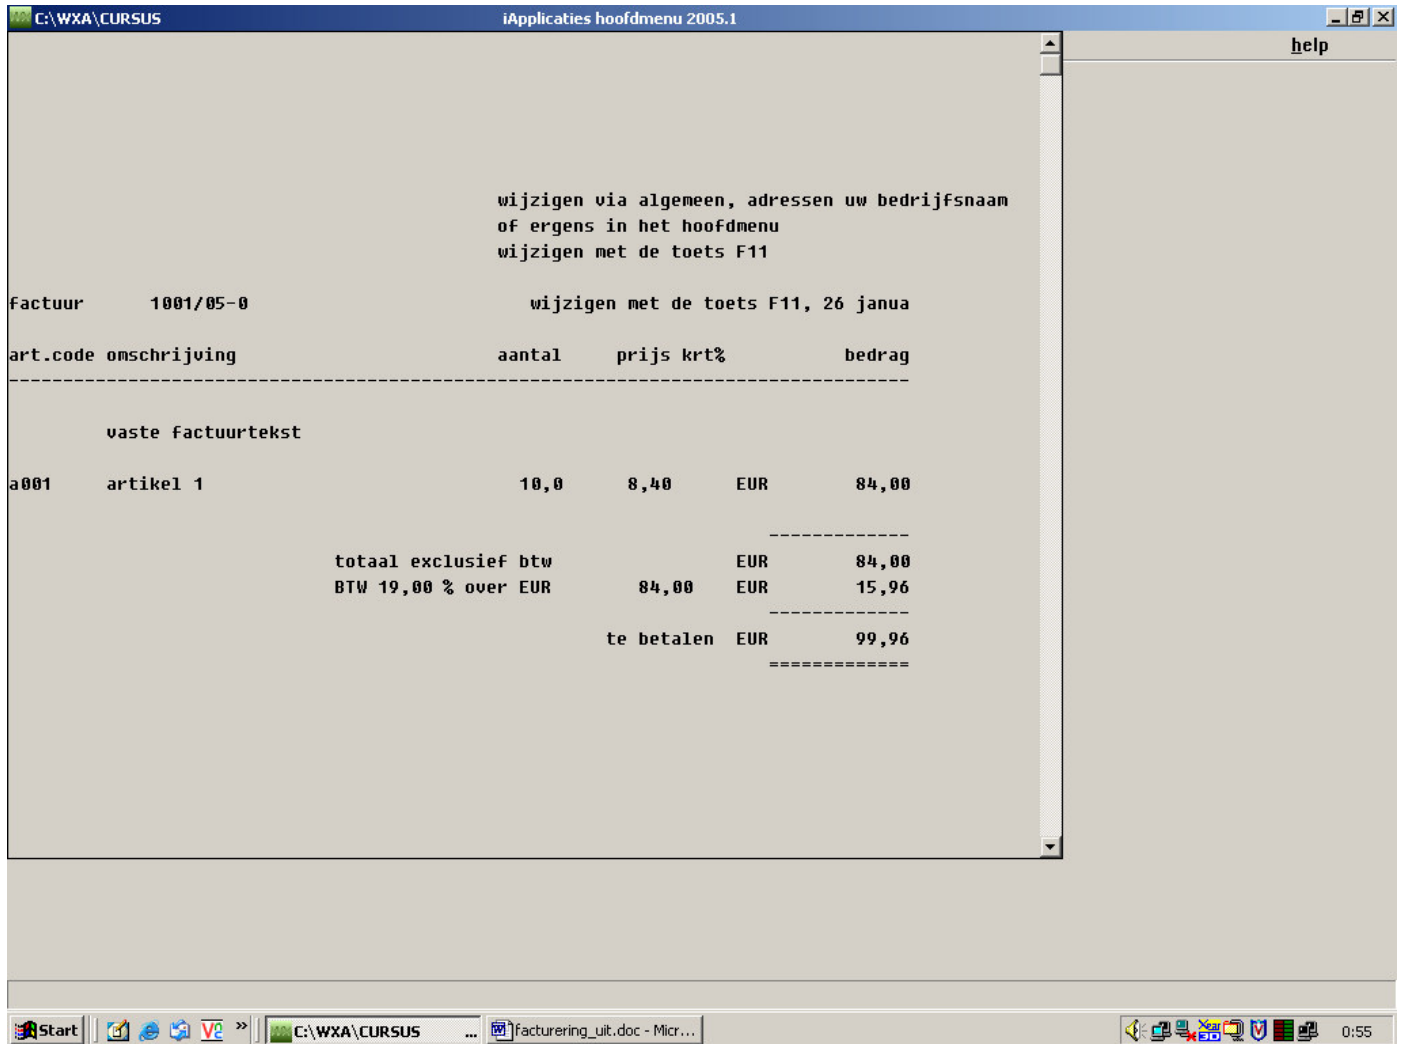 C:\WXA\CURSUS iApplicaties hoofdmenu 2005.1
help
wijzigen via algemeen, adressen uw bedrijfsnaam
of ergens in het hoofdmenu
wijzigen met de toets F11
factuur 1001/05-0 wijzigen met de toets F11, 26 janua
art.code omschrijving aantal prijs krt% bedrag
-----------------------------------------------------------------------------------
vaste factuurtekst
a001 artikel 1 10,0 8,40 EUR 84,00
-------------
totaal exclusief btw EUR 84,00
BTW 19,00 % over EUR 84,00 EUR 15,96
-------------
te betalen EUR 99,96
=============
Start » C:\WXA\CURSUS ... facturering_uit.doc - Micr... 0:55